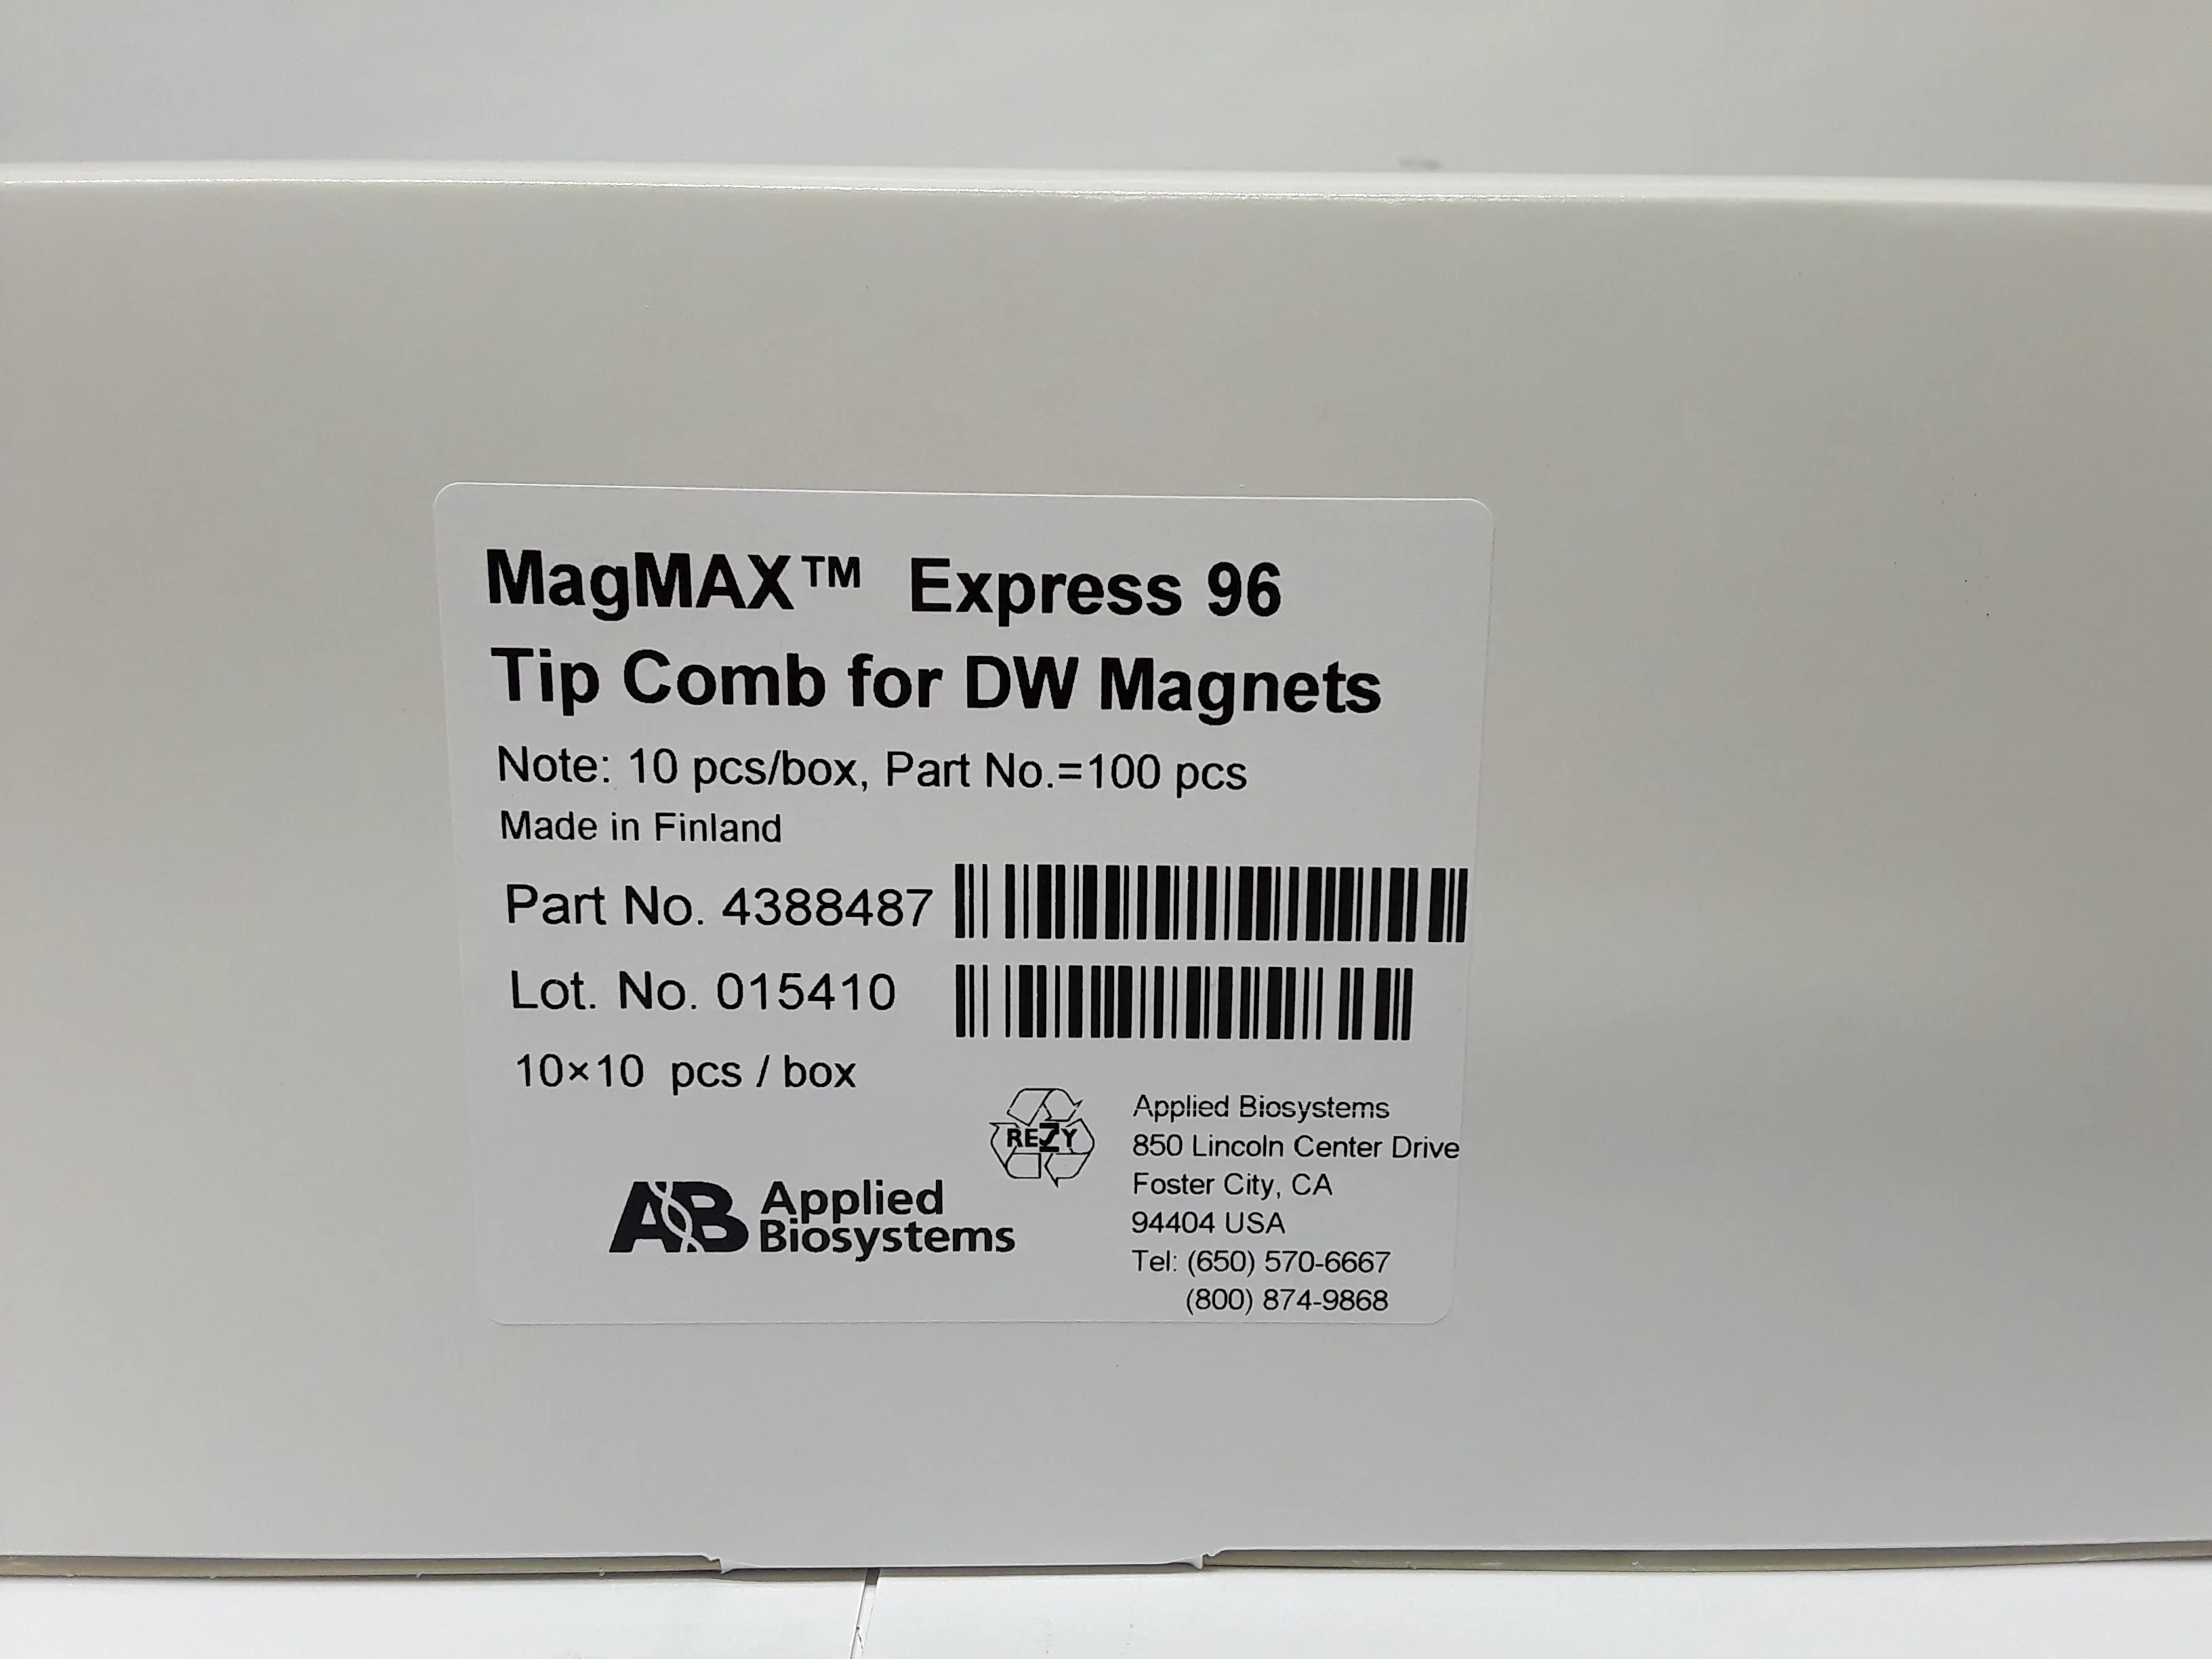 MagMAX™ Express 96
Tip Comb for DW Magnets
Note: 10 pcs/box, Part No.=100 pcs
Made in Finland
Part No. 4388487
Lot. No. 015410
10×10 pcs / box
REZY
AB Applied
Biosystems
Applied Biosystems
850 Lincoln Center Drive
Foster City, CA
94404 USA
Tel: (650) 570-6667
(800) 874-9868